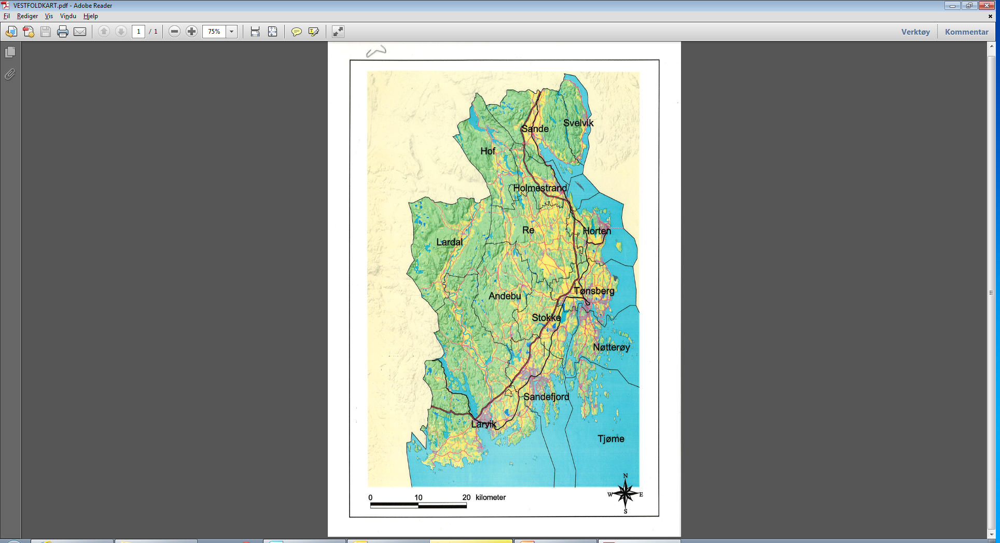 VESTFOLDKART.pdf - Adobe Reader
Fil Rediger Vis Vindu Hjelp
1 / 1 75% Verktøy Kommentar
Svelvik
Sande
Hof
Holmestrand
Re
Horten
Lardal
Tønsberg
Andebu
Stokke
Nøtterøy
Sandefjord
Larvik
Tjøme
N
W E
S
0 10 20 kilometer